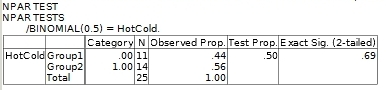 NPAR TEST
NPAR TESTS
/BINOMIAL(0.5) = HotCold.
Category N Observed Prop. Test Prop. Exact Sig. (2-tailed)
HotCold Group1 .00 11 .44 .50 .69
Group2 1.00 14 .56
Total 25 1.00